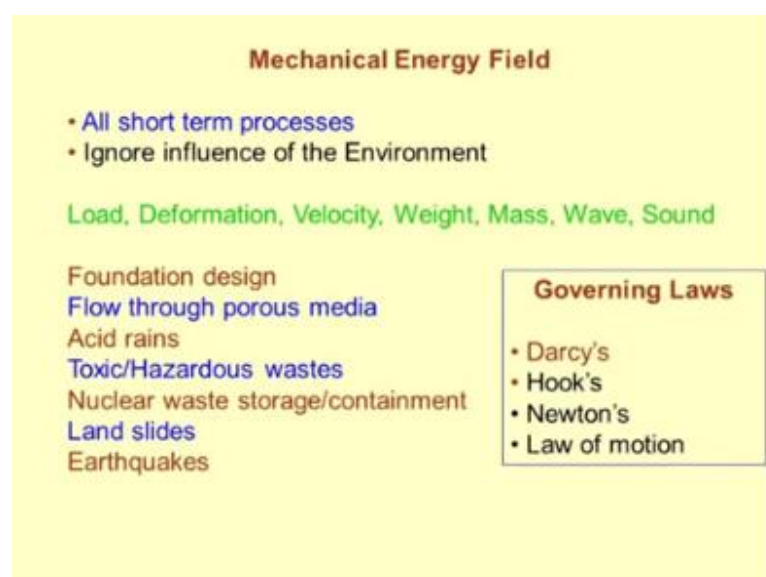 Mechanical Energy Field
• All short term processes
• Ignore influence of the Environment
Load, Deformation, Velocity, Weight, Mass, Wave, Sound
Foundation design
Flow through porous media
Acid rains
Toxic/Hazardous wastes
Nuclear waste storage/containment
Land slides
Earthquakes
Governing Laws
• Darcy's
• Hook's
• Newton's
• Law of motion